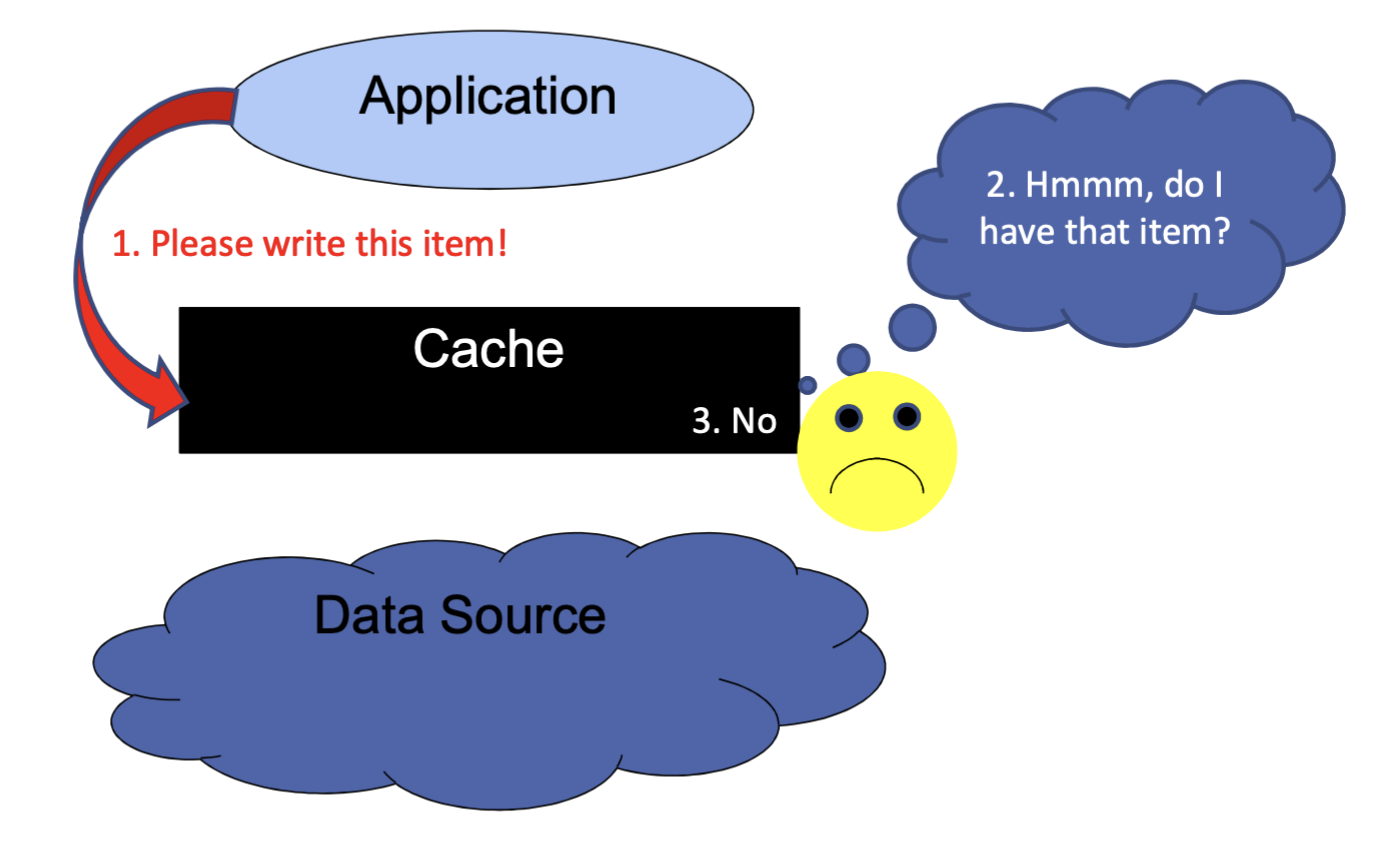 Application
1. Please write this item!
2. Hmmm, do I
have that item?
Cache
3. No
Data Source